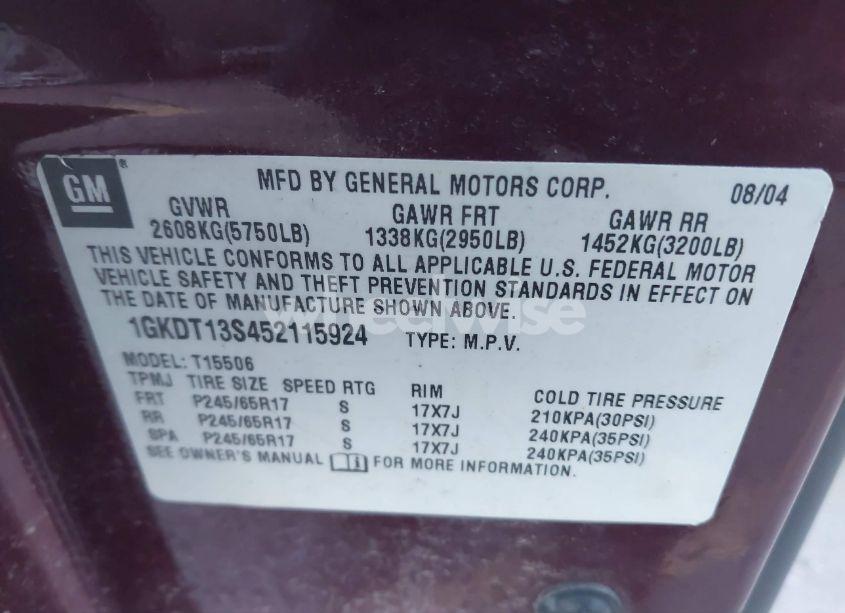 GM
MFD BY GENERAL MOTORS CORP. 08/04
GVWR GAWR FRT GAWR RR
2608KG(5750LB) 1338KG(2950LB) 1452KG(3200LB)
THIS VEHICLE CONFORMS TO ALL APPLICABLE U.S. FEDERAL MOTOR
VEHICLE SAFETY AND THEFT PREVENTION STANDARDS IN EFFECT ON
THE DATE OF MANUFACTURE SHOWN ABOVE.
wheelwise
1GKDT13S452115924 TYPE: M.P.V.
MODEL: T15506
TPMJ TIRE SIZE SPEED RTG RIM COLD TIRE PRESSURE
FRT P245/65R17 S 17X7J 210KPA(30PSI)
RR P245/65R17 S 17X7J 240KPA(35PSI)
SPA P245/65R17 S 17X7J 240KPA(35PSI)
SEE OWNER'S MANUAL FOR MORE INFORMATION.